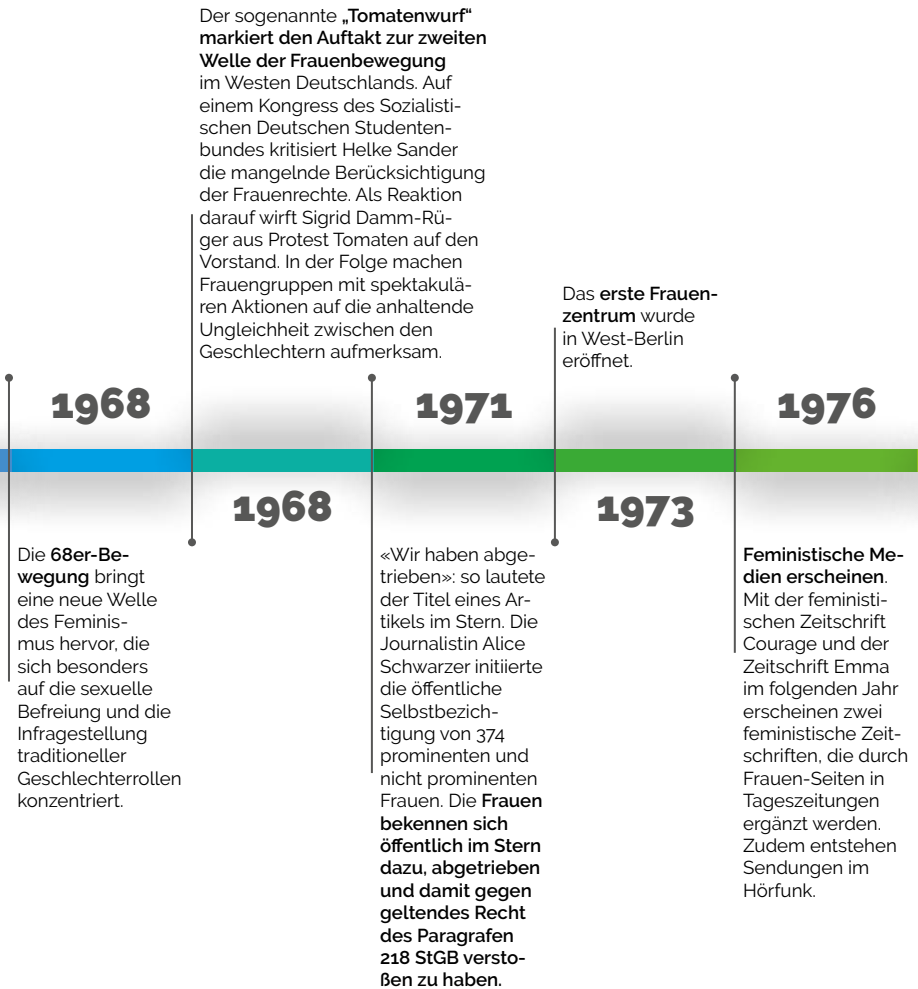 Der sogenannte „Tomatenwurf“
markiert den Auftakt zur zweiten
Welle der Frauenbewegung
im Westen Deutschlands. Auf
einem Kongress des Sozialisti-
schen Deutschen Studenten-
bundes kritisiert Helke Sander
die mangelnde Berücksichtigung
der Frauenrechte. Als Reaktion
darauf wirft Sigrid Damm-Rü-
ger aus Protest Tomaten auf den
Vorstand. In der Folge machen
Frauengruppen mit spektakulä-
ren Aktionen auf die anhaltende
Ungleichheit zwischen den
Geschlechtern aufmerksam.
Das erste Frauen-
zentrum wurde
in West-Berlin
eröffnet.
1968
1971
1976
1968
1973
Die 68er-Be-
wegung bringt
eine neue Welle
des Feminis-
mus hervor, die
sich besonders
auf die sexuelle
Befreiung und die
Infragestellung
traditioneller
Geschlechterrollen
konzentriert.
«Wir haben abge-
trieben»: so lautete
der Titel eines Ar-
tikels im Stern. Die
Journalistin Alice
Schwarzer initiierte
die öffentliche
Selbstbezich-
tigung von 374
prominenten und
nicht prominenten
Frauen. Die Frauen
bekennen sich
öffentlich im Stern
dazu, abgetrieben
und damit gegen
geltendes Recht
des Paragrafen
218 StGB versto-
ßen zu haben.
Feministische Me-
dien erscheinen.
Mit der feministi-
schen Zeitschrift
Courage und der
Zeitschrift Emma
im folgenden Jahr
erscheinen zwei
feministische Zeit-
schriften, die durch
Frauen-Seiten in
Tageszeitungen
ergänzt werden.
Zudem entstehen
Sendungen im
Hörfunk.